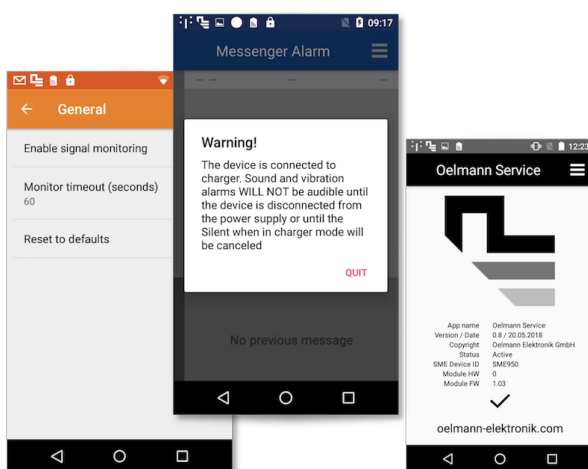 General
Enable signal monitoring
Monitor timeout (seconds)
60
Reset to defaults
09:17
Messenger Alarm
Warning!
The device is connected to
charger. Sound and vibration
alarms WILL NOT be audible until
the device is disconnected from
the power supply or until the
Silent when in charger mode will
be canceled
QUIT
No previous message
12:23
Oelmann Service
App name Oelmann Service
Version / Date 0.8 / 20.05.2018
Copyright Oelmann Elektronik GmbH
Status Active
SME Device ID SME950
Module HW 0
Module FW 1.03
oelmann-elektronik.com